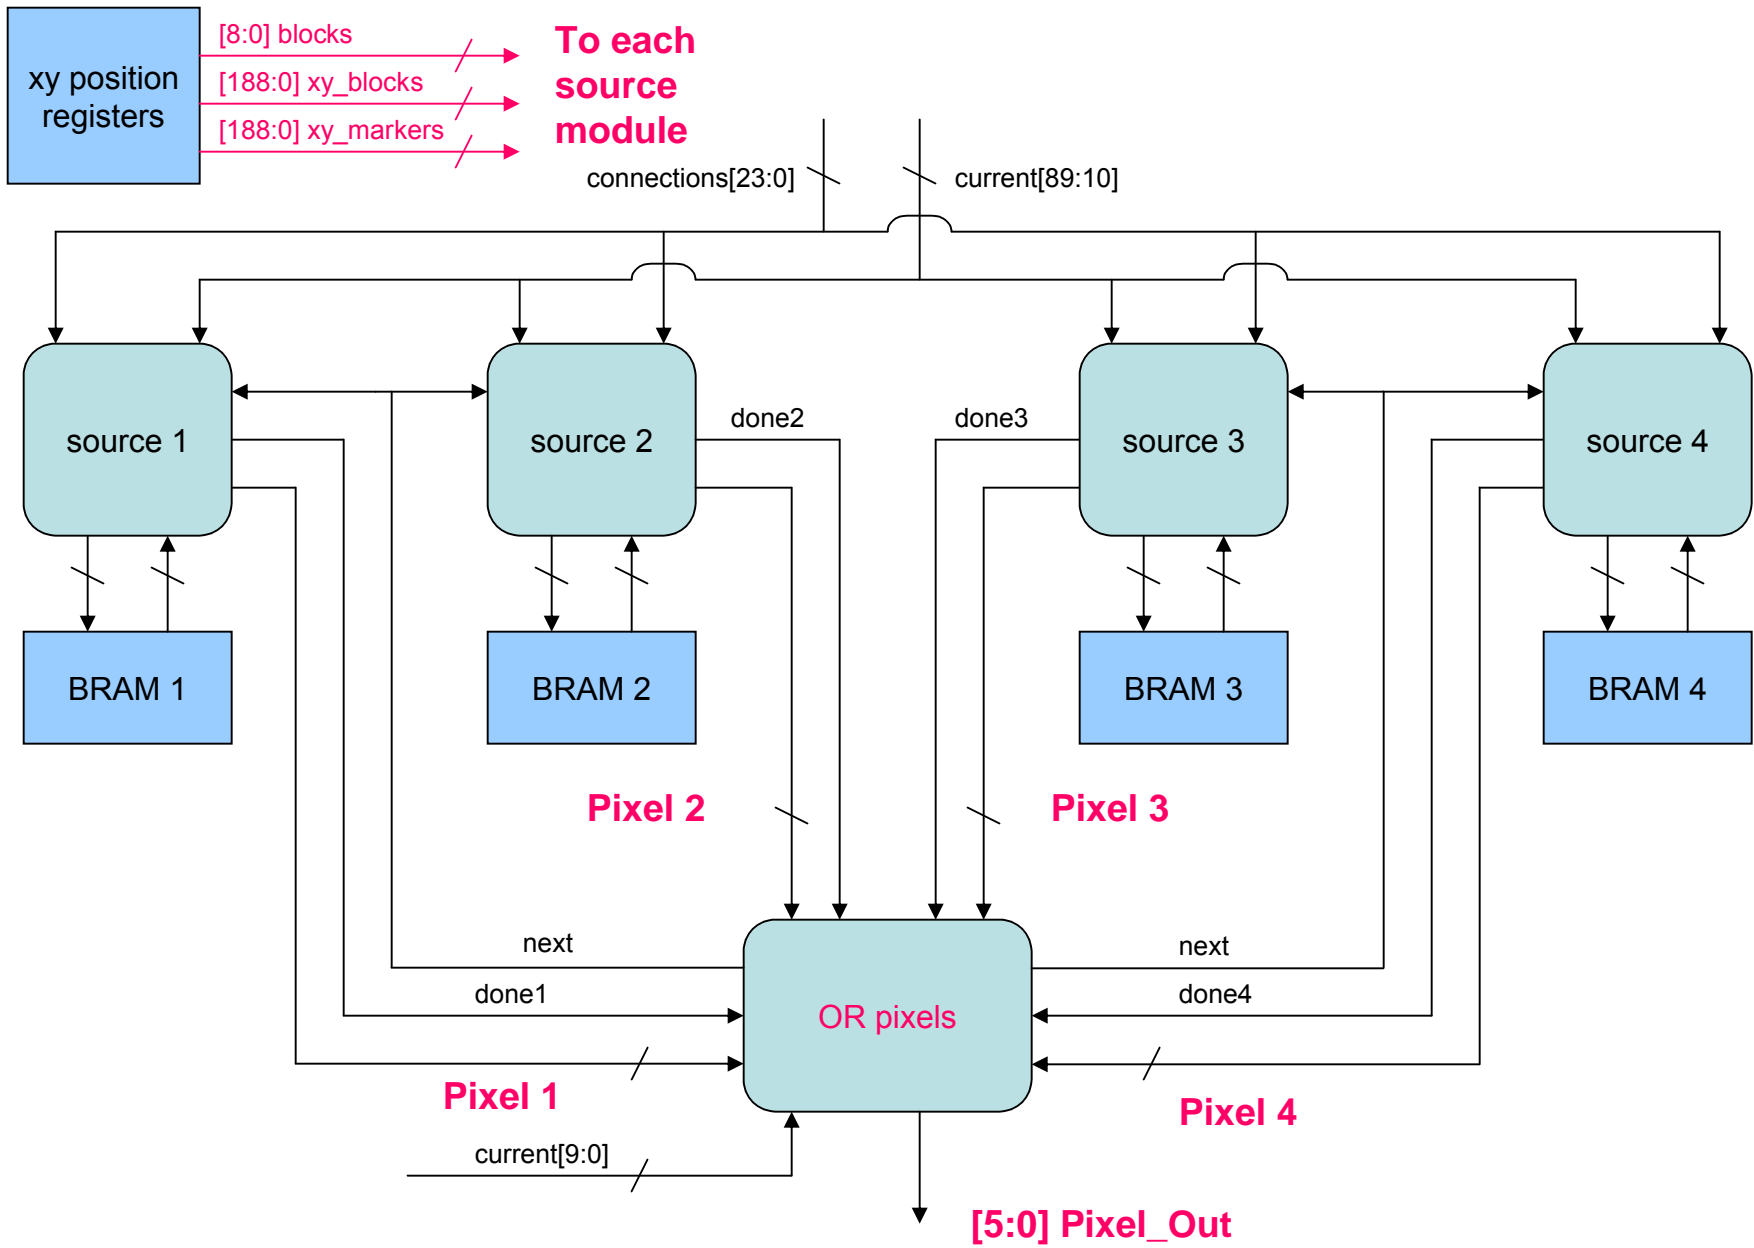 xy position
registers
[8:0] blocks
[188:0] xy_blocks
[188:0] xy_markers
To each
source
module
connections[23:0]
current[89:10]
source 1
source 2
source 3
source 4
done2
done3
BRAM 1
BRAM 2
BRAM 3
BRAM 4
Pixel 2
Pixel 3
next
next
done1
done4
OR pixels
Pixel 1
Pixel 4
current[9:0]
[5:0] Pixel_Out